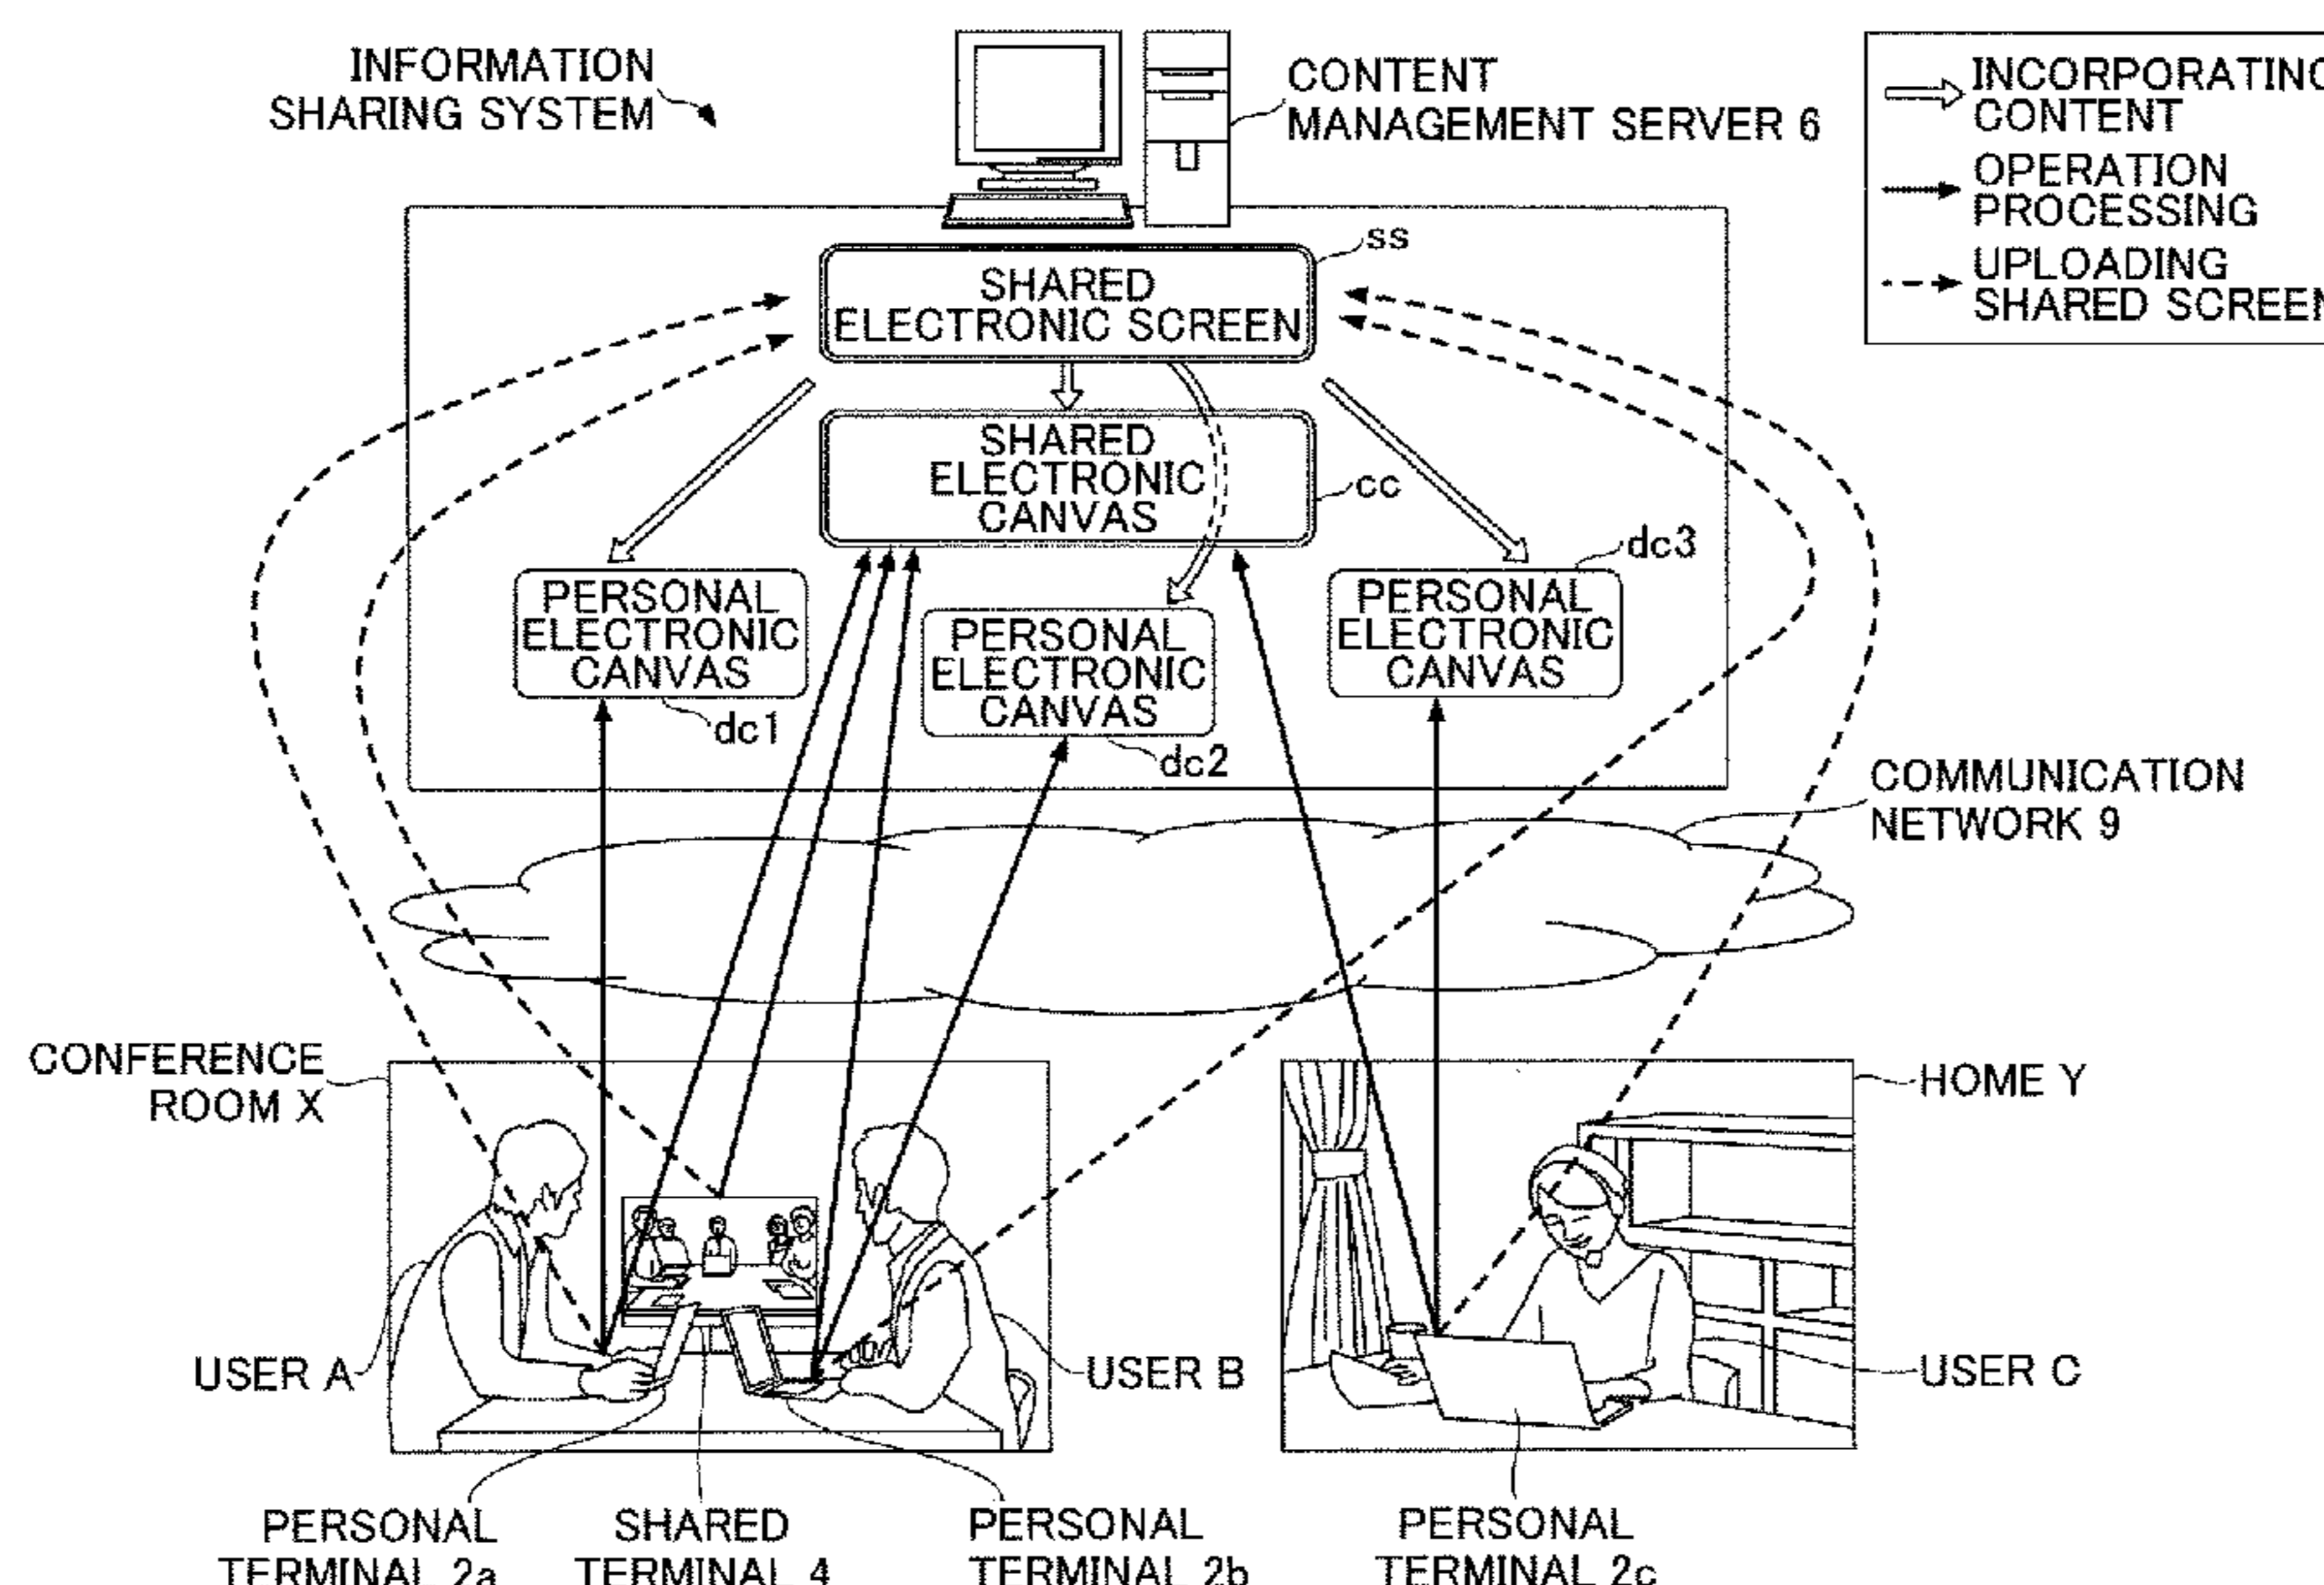 INFORMATION
SHARING SYSTEM
CONTENT
MANAGEMENT SERVER 6
INCORPORATING
CONTENT
OPERATION
PROCESSING
UPLOADING
SHARED SCREEN
ss
SHARED
ELECTRONIC SCREEN
SHARED
ELECTRONIC
CANVAS
cc
dc3
PERSONAL
ELECTRONIC
CANVAS
dc1
PERSONAL
ELECTRONIC
CANVAS
dc2
PERSONAL
ELECTRONIC
CANVAS
COMMUNICATION
NETWORK 9
CONFERENCE
ROOM X
HOME Y
USER A
USER B
USER C
PERSONAL
TERMINAL 2a
SHARED
TERMINAL 4
PERSONAL
TERMINAL 2b
PERSONAL
TERMINAL 2c